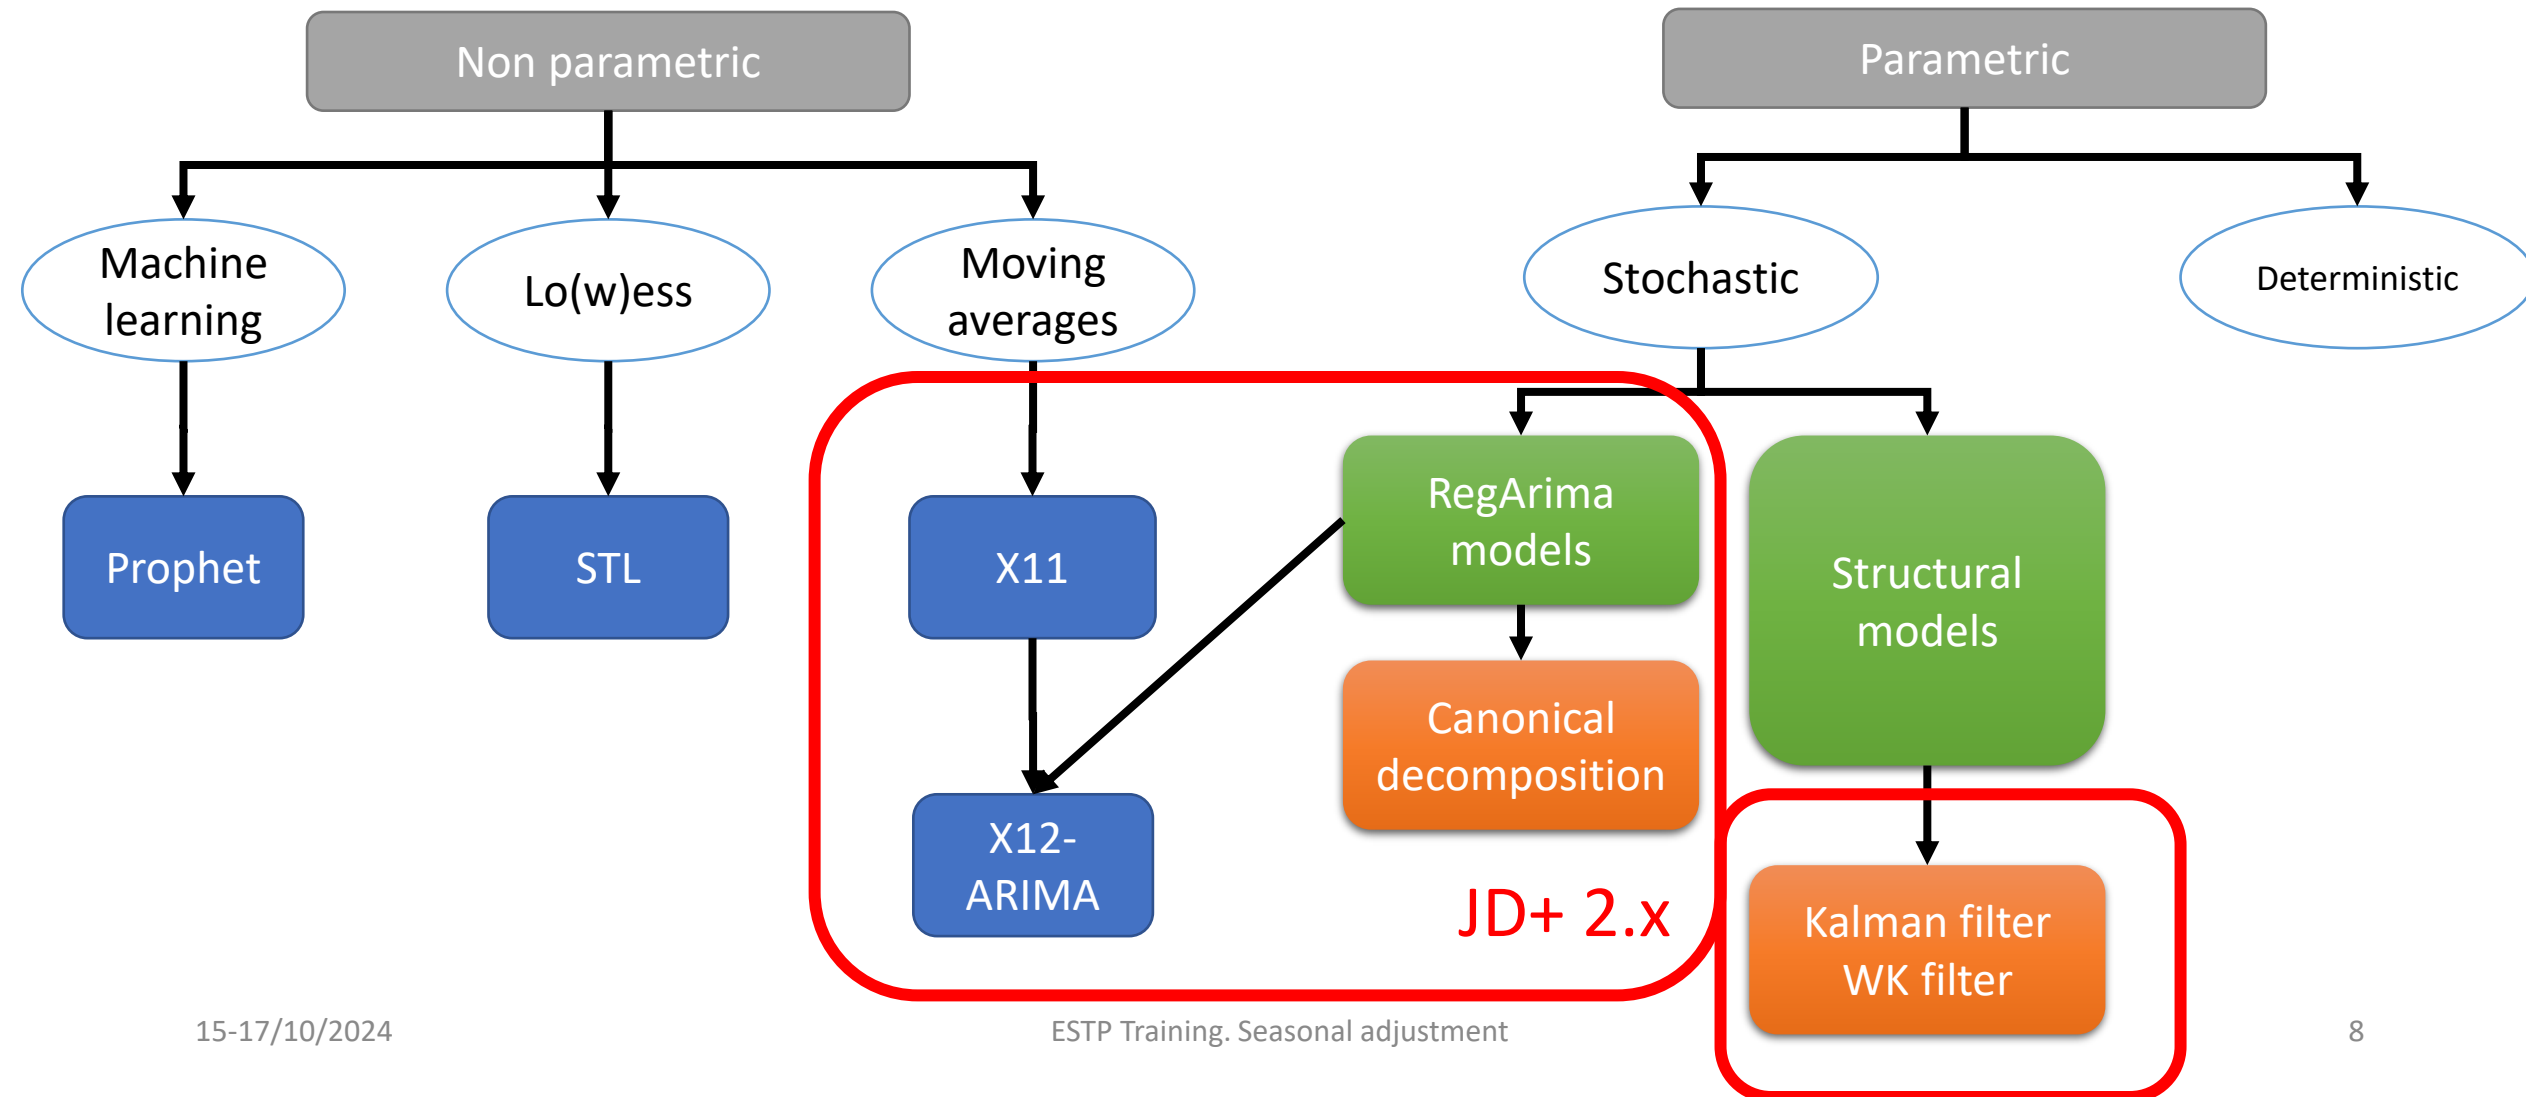 Non parametric
Parametric
Machine
learning
Lo(w)ess
Moving
averages
Stochastic
Deterministic
Prophet
STL
X11
RegArima
models
Structural
models
Canonical
decomposition
X12-
ARIMA
JD+ 2.x
Kalman filter
WK filter
15-17/10/2024
ESTP Training. Seasonal adjustment
8